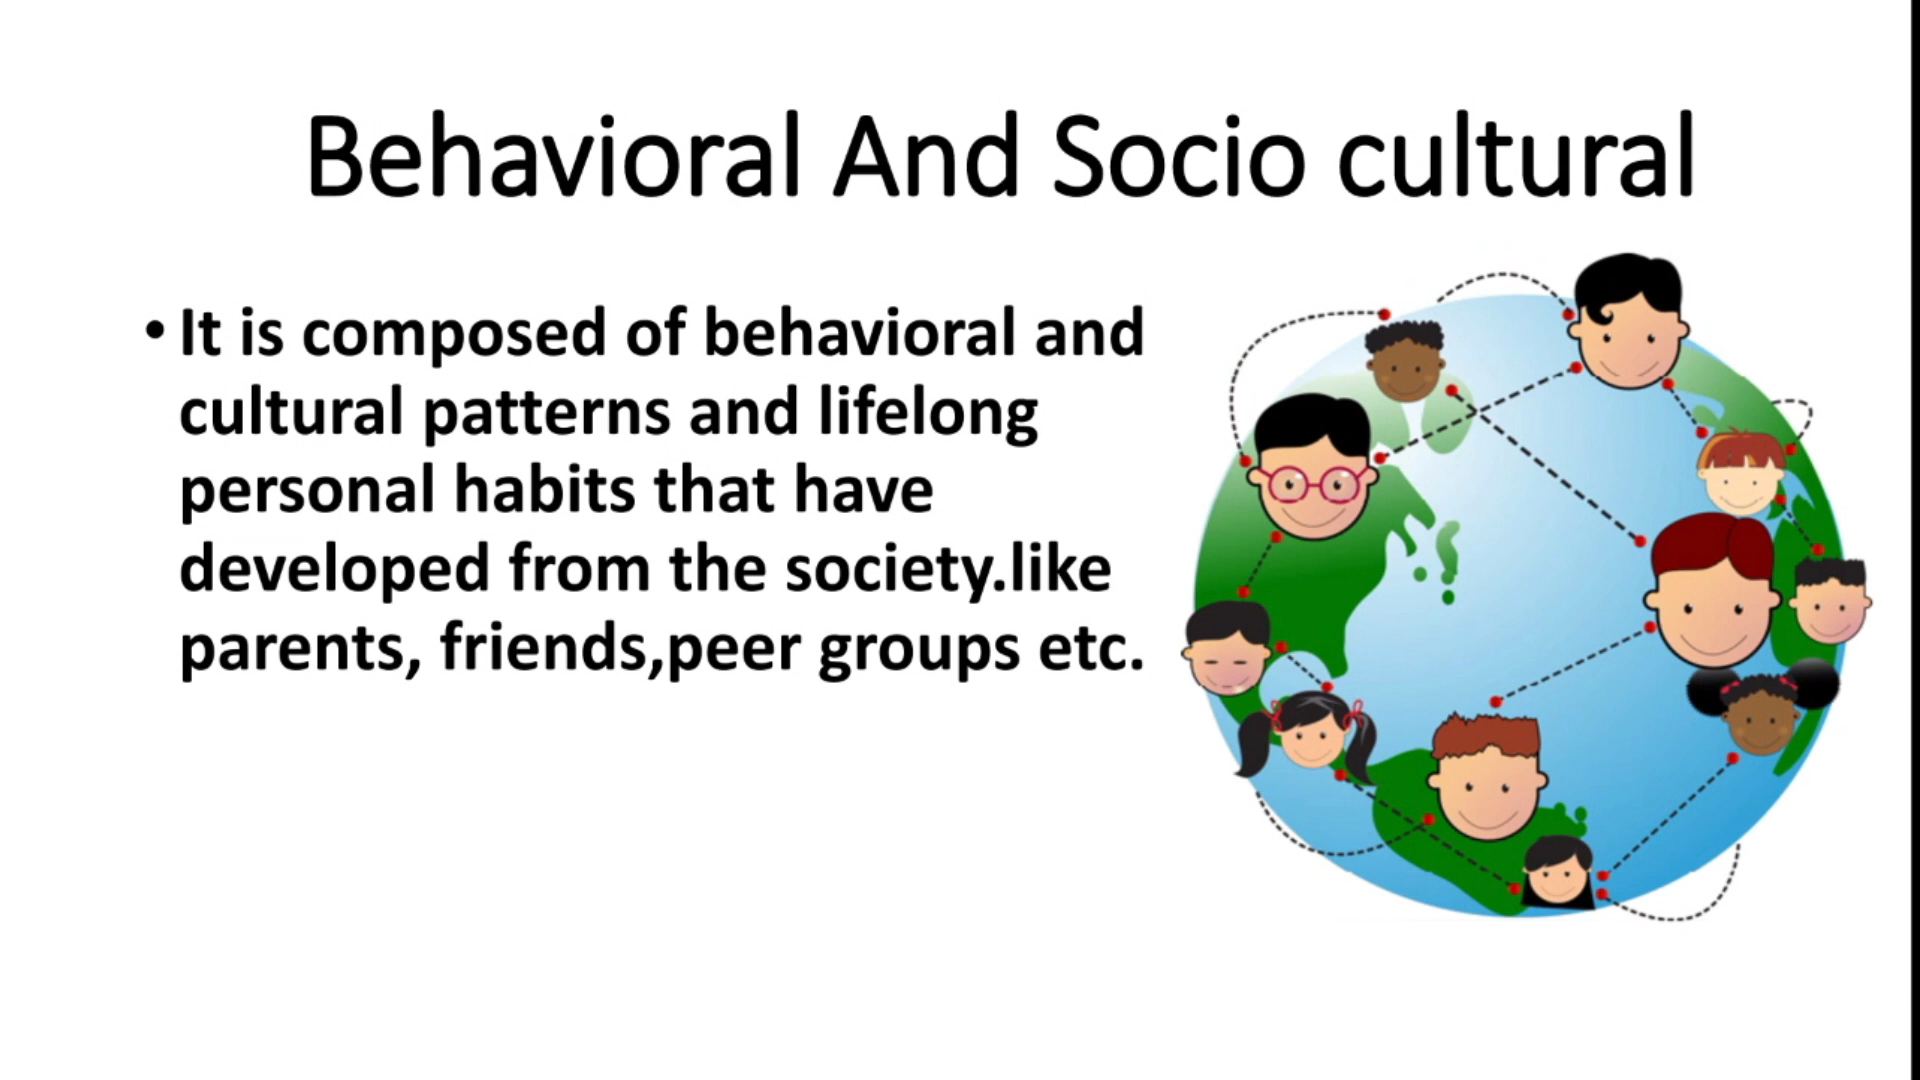 Behavioral And Socio cultural
• It is composed of behavioral and
cultural patterns and lifelong
personal habits that have
developed from the society.like
parents, friends,peer groups etc.